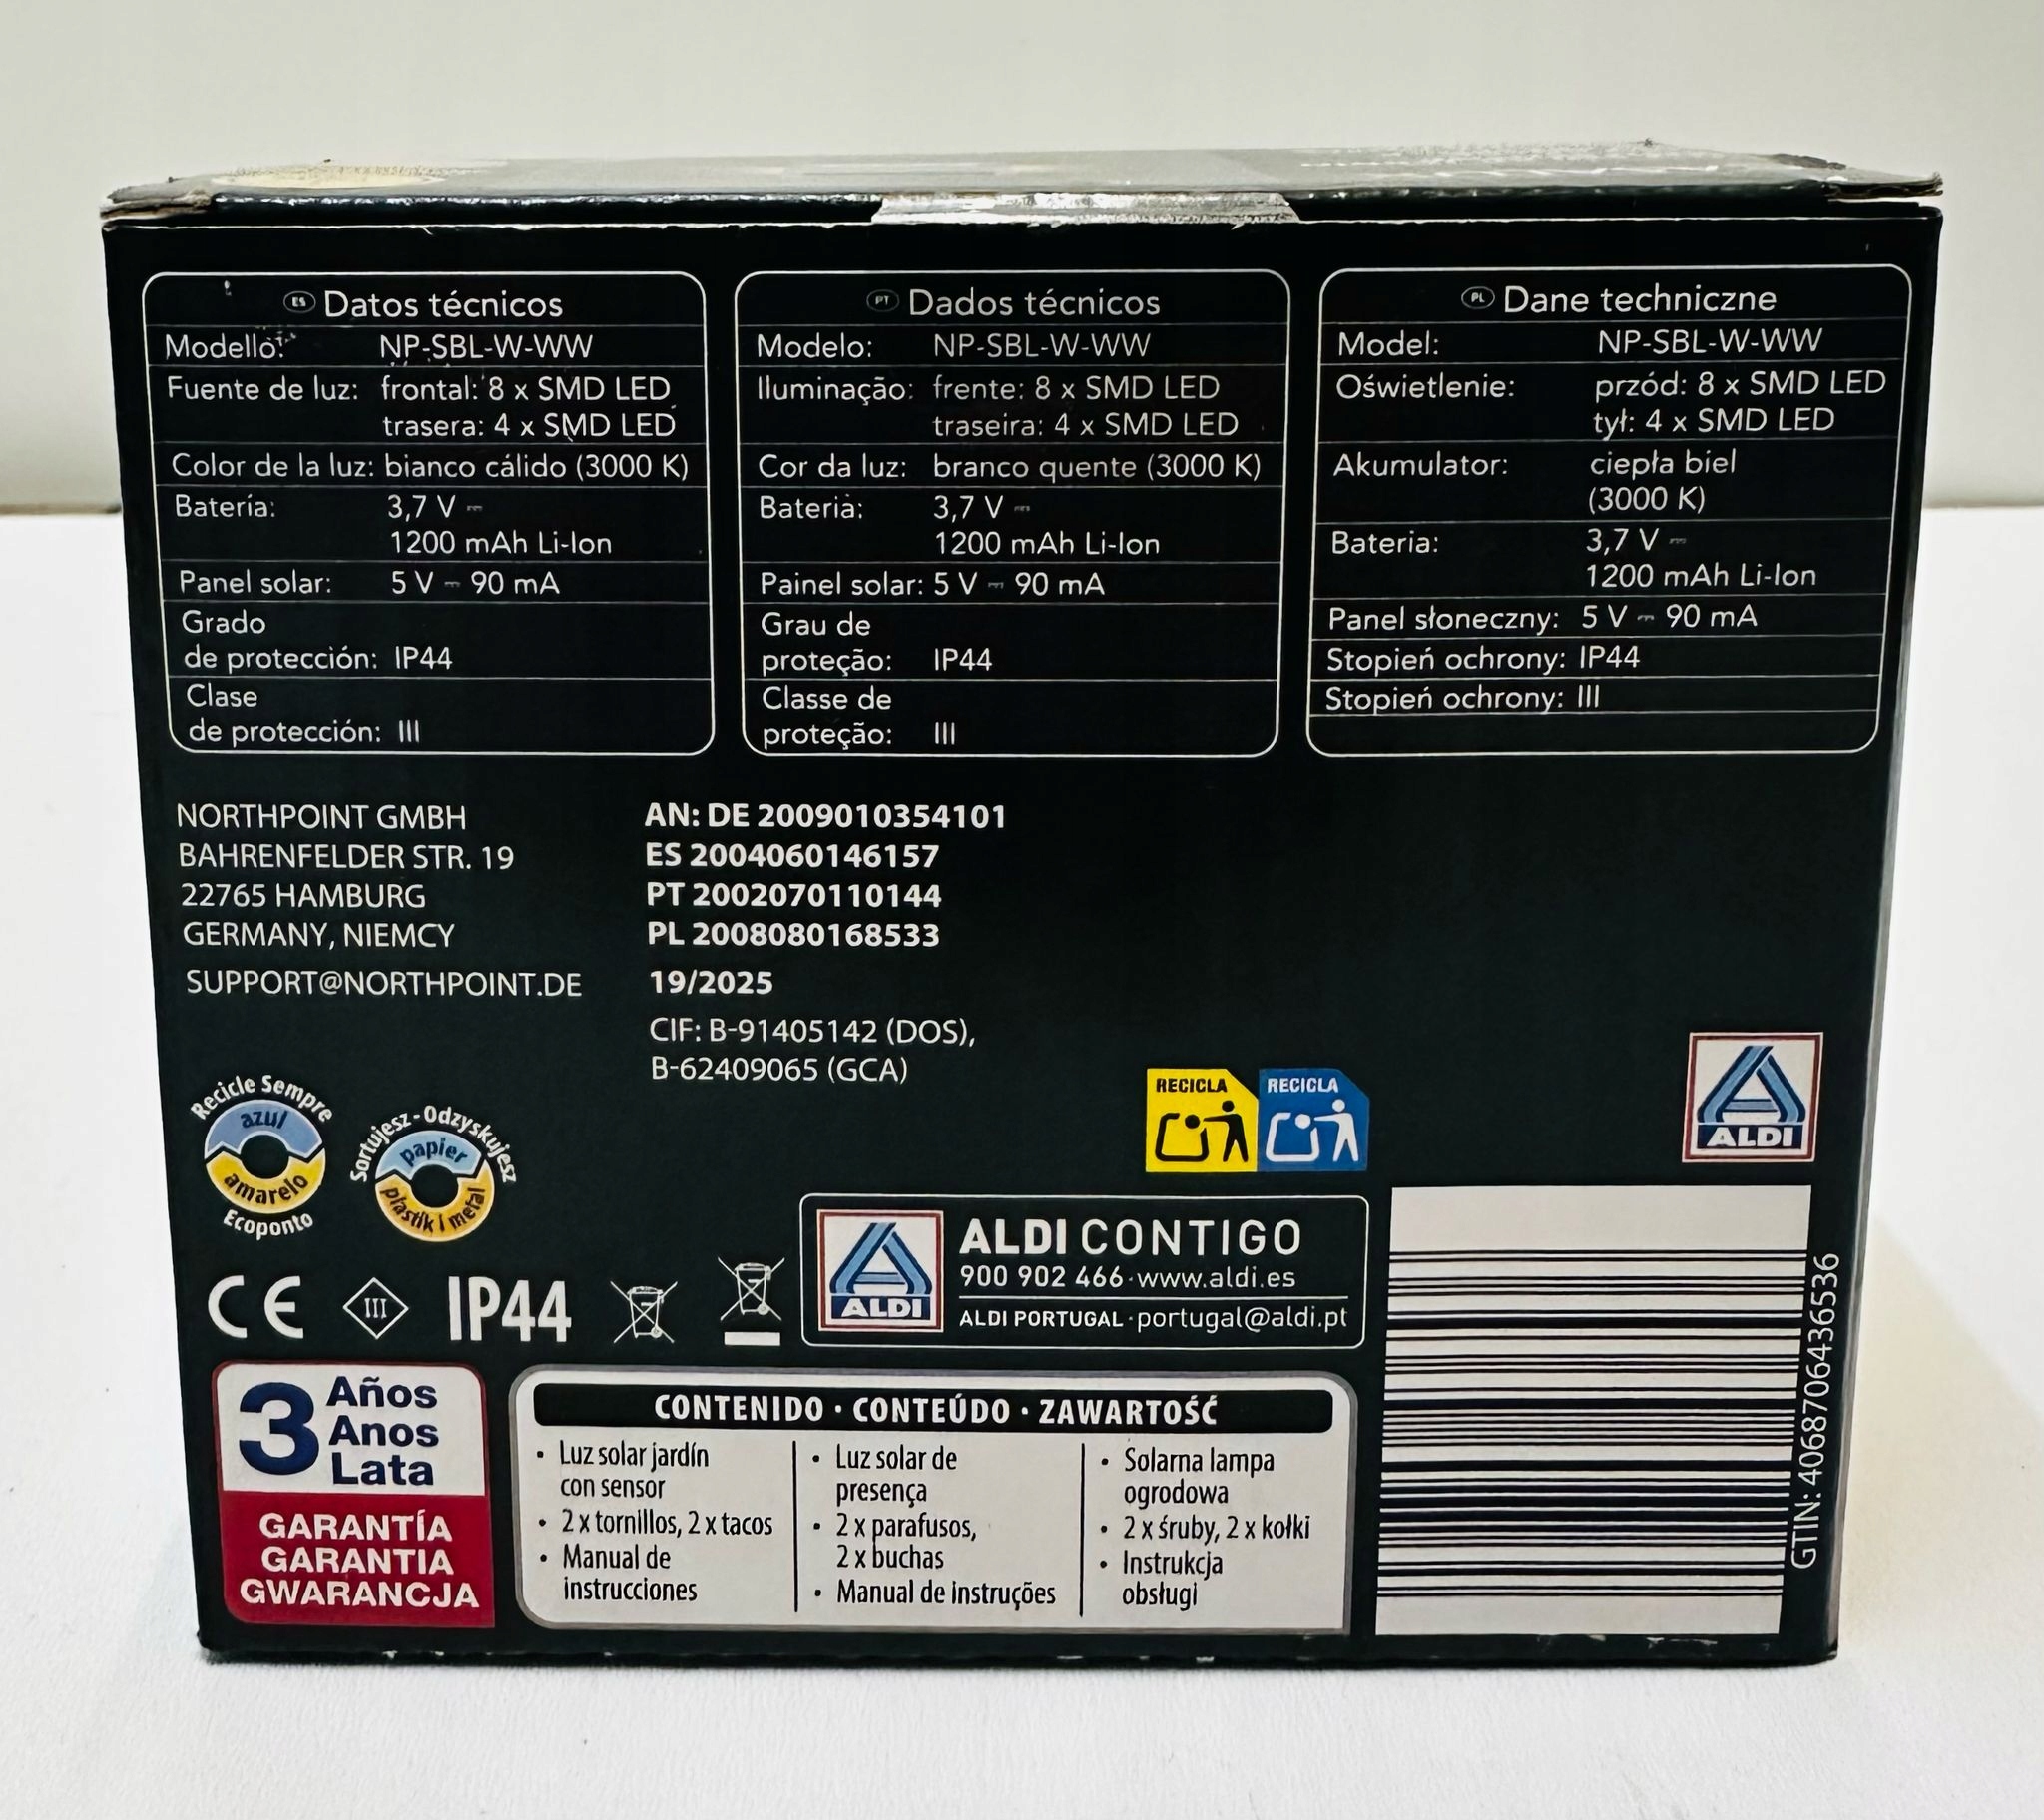 ES Datos técnicos
Modello: NP-SBL-W-WW
Fuente de luz: frontal: 8 x SMD LED
trasera: 4 x SMD LED
Color de la luz: bianco cálido (3000 K)
Batería: 3,7 V ⎓
1200 mAh Li-Ion
Panel solar: 5 V ⎓ 90 mA
Grado
de protección: IP44
Clase
de protección: III
PT Dados técnicos
Modelo: NP-SBL-W-WW
Iluminação: frente: 8 x SMD LED
traseira: 4 x SMD LED
Cor da luz: branco quente (3000 K)
Bateria: 3,7 V ⎓
1200 mAh Li-Ion
Painel solar: 5 V ⎓ 90 mA
Grau de
proteção: IP44
Classe de
proteção: III
PL Dane techniczne
Model: NP-SBL-W-WW
Oświetlenie: przód: 8 x SMD LED
tył: 4 x SMD LED
Akumulator: ciepła biel
(3000 K)
Bateria: 3,7 V ⎓
1200 mAh Li-Ion
Panel słoneczny: 5 V ⎓ 90 mA
Stopień ochrony: IP44
Stopień ochrony: III
NORTHPOINT GMBH
BAHRENFELDER STR. 19
22765 HAMBURG
GERMANY, NIEMCY
SUPPORT@NORTHPOINT.DE
AN: DE 2009010354101
ES 2004060146157
PT 2002070110144
PL 2008080168533
19/2025
CIF: B-91405142 (DOS),
B-62409065 (GCA)
Recicle Sempre
azul
amarelo
Ecoponto
Sortujesz - Odzyskujesz
papier
plastik i metal
RECICLA
RECICLA
ALDI
CE III IP44
ALDI
ALDI CONTIGO
900 902 466 · www.aldi.es
ALDI PORTUGAL · portugal@aldi.pt
3 Años
Anos
Lata
GARANTÍA
GARANTIA
GWARANCJA
CONTENIDO · CONTEÚDO · ZAWARTOŚĆ
• Luz solar jardín
con sensor
• 2 x tornillos, 2 x tacos
• Manual de
instrucciones
• Luz solar de
presença
• 2 x parafusos,
2 x buchas
• Manual de instruções
• Solarna lampa
ogrodowa
• 2 x śruby, 2 x kołki
• Instrukcja
obsługi
GTIN: 4068706436536